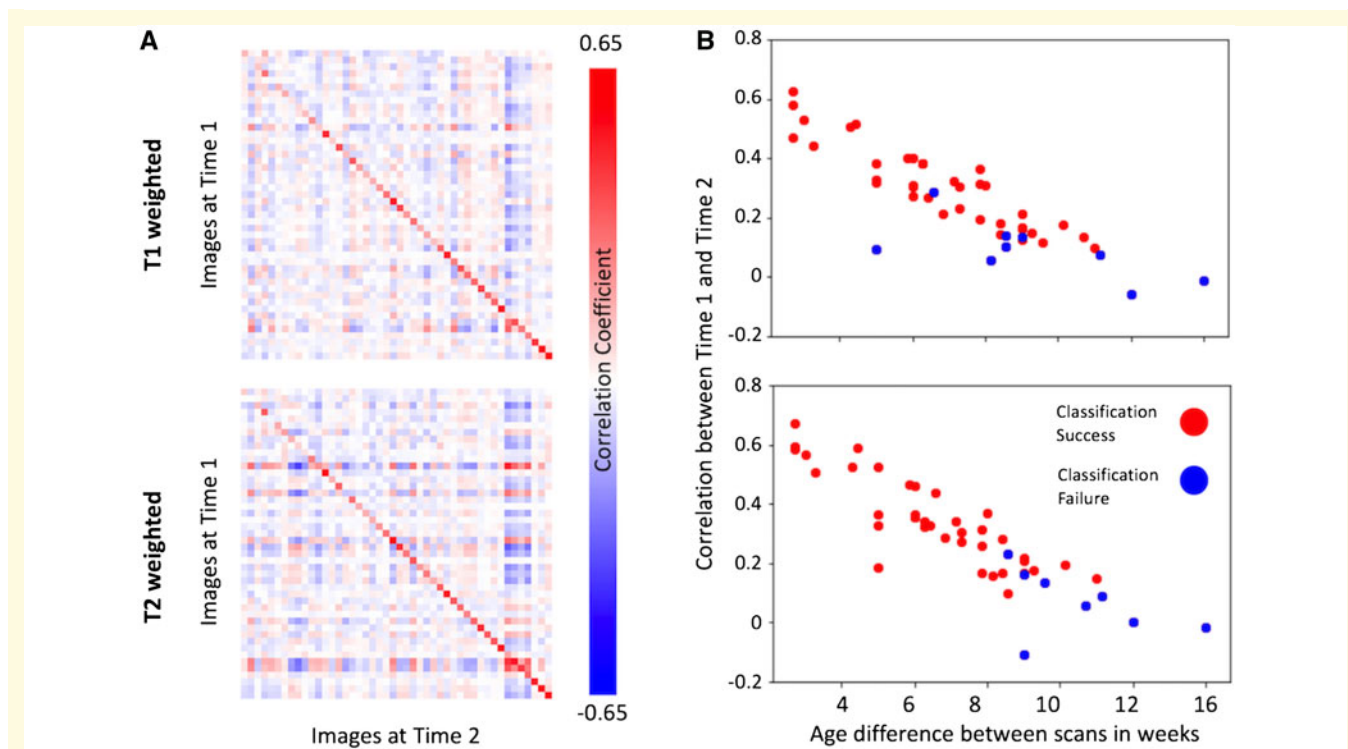 A
T1 weighted
Images at Time 1
T2 weighted
Images at Time 1
Images at Time 2
0.65
Correlation Coefficient
-0.65
B
Correlation between Time 1 and Time 2
0.8
0.6
0.4
0.2
0
-0.2
0.8
0.6
0.4
0.2
0
-0.2
Classification
Success
Classification
Failure
4 6 8 10 12 16
Age difference between scans in weeks